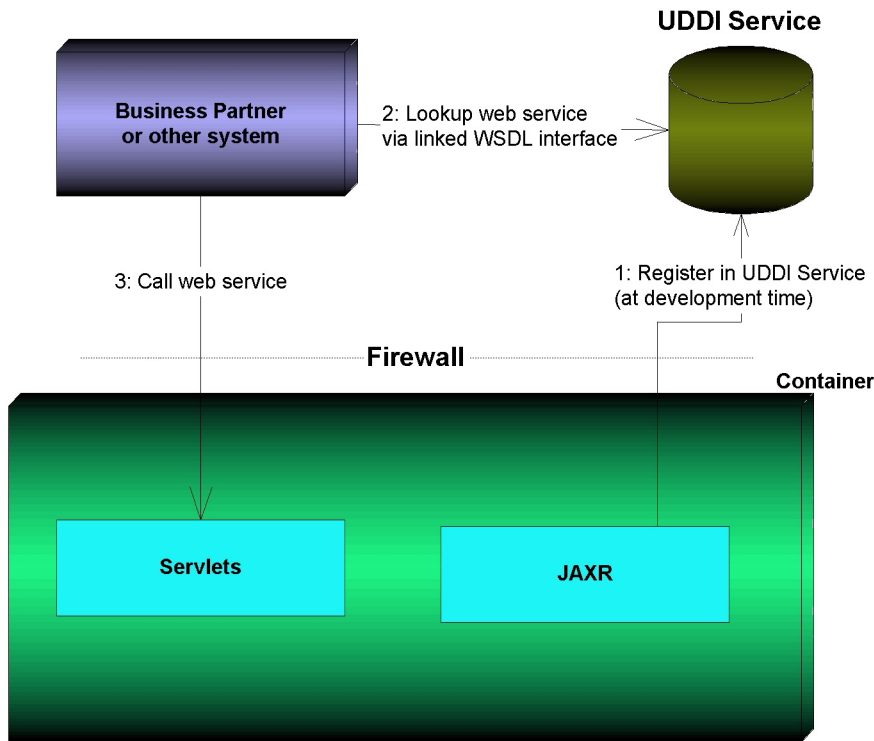 UDDI Service
Business Partner
or other system
2: Lookup web service
via linked WSDL interface
3: Call web service
1: Register in UDDI Service
(at development time)
Firewall
Container
Servlets
JAXR